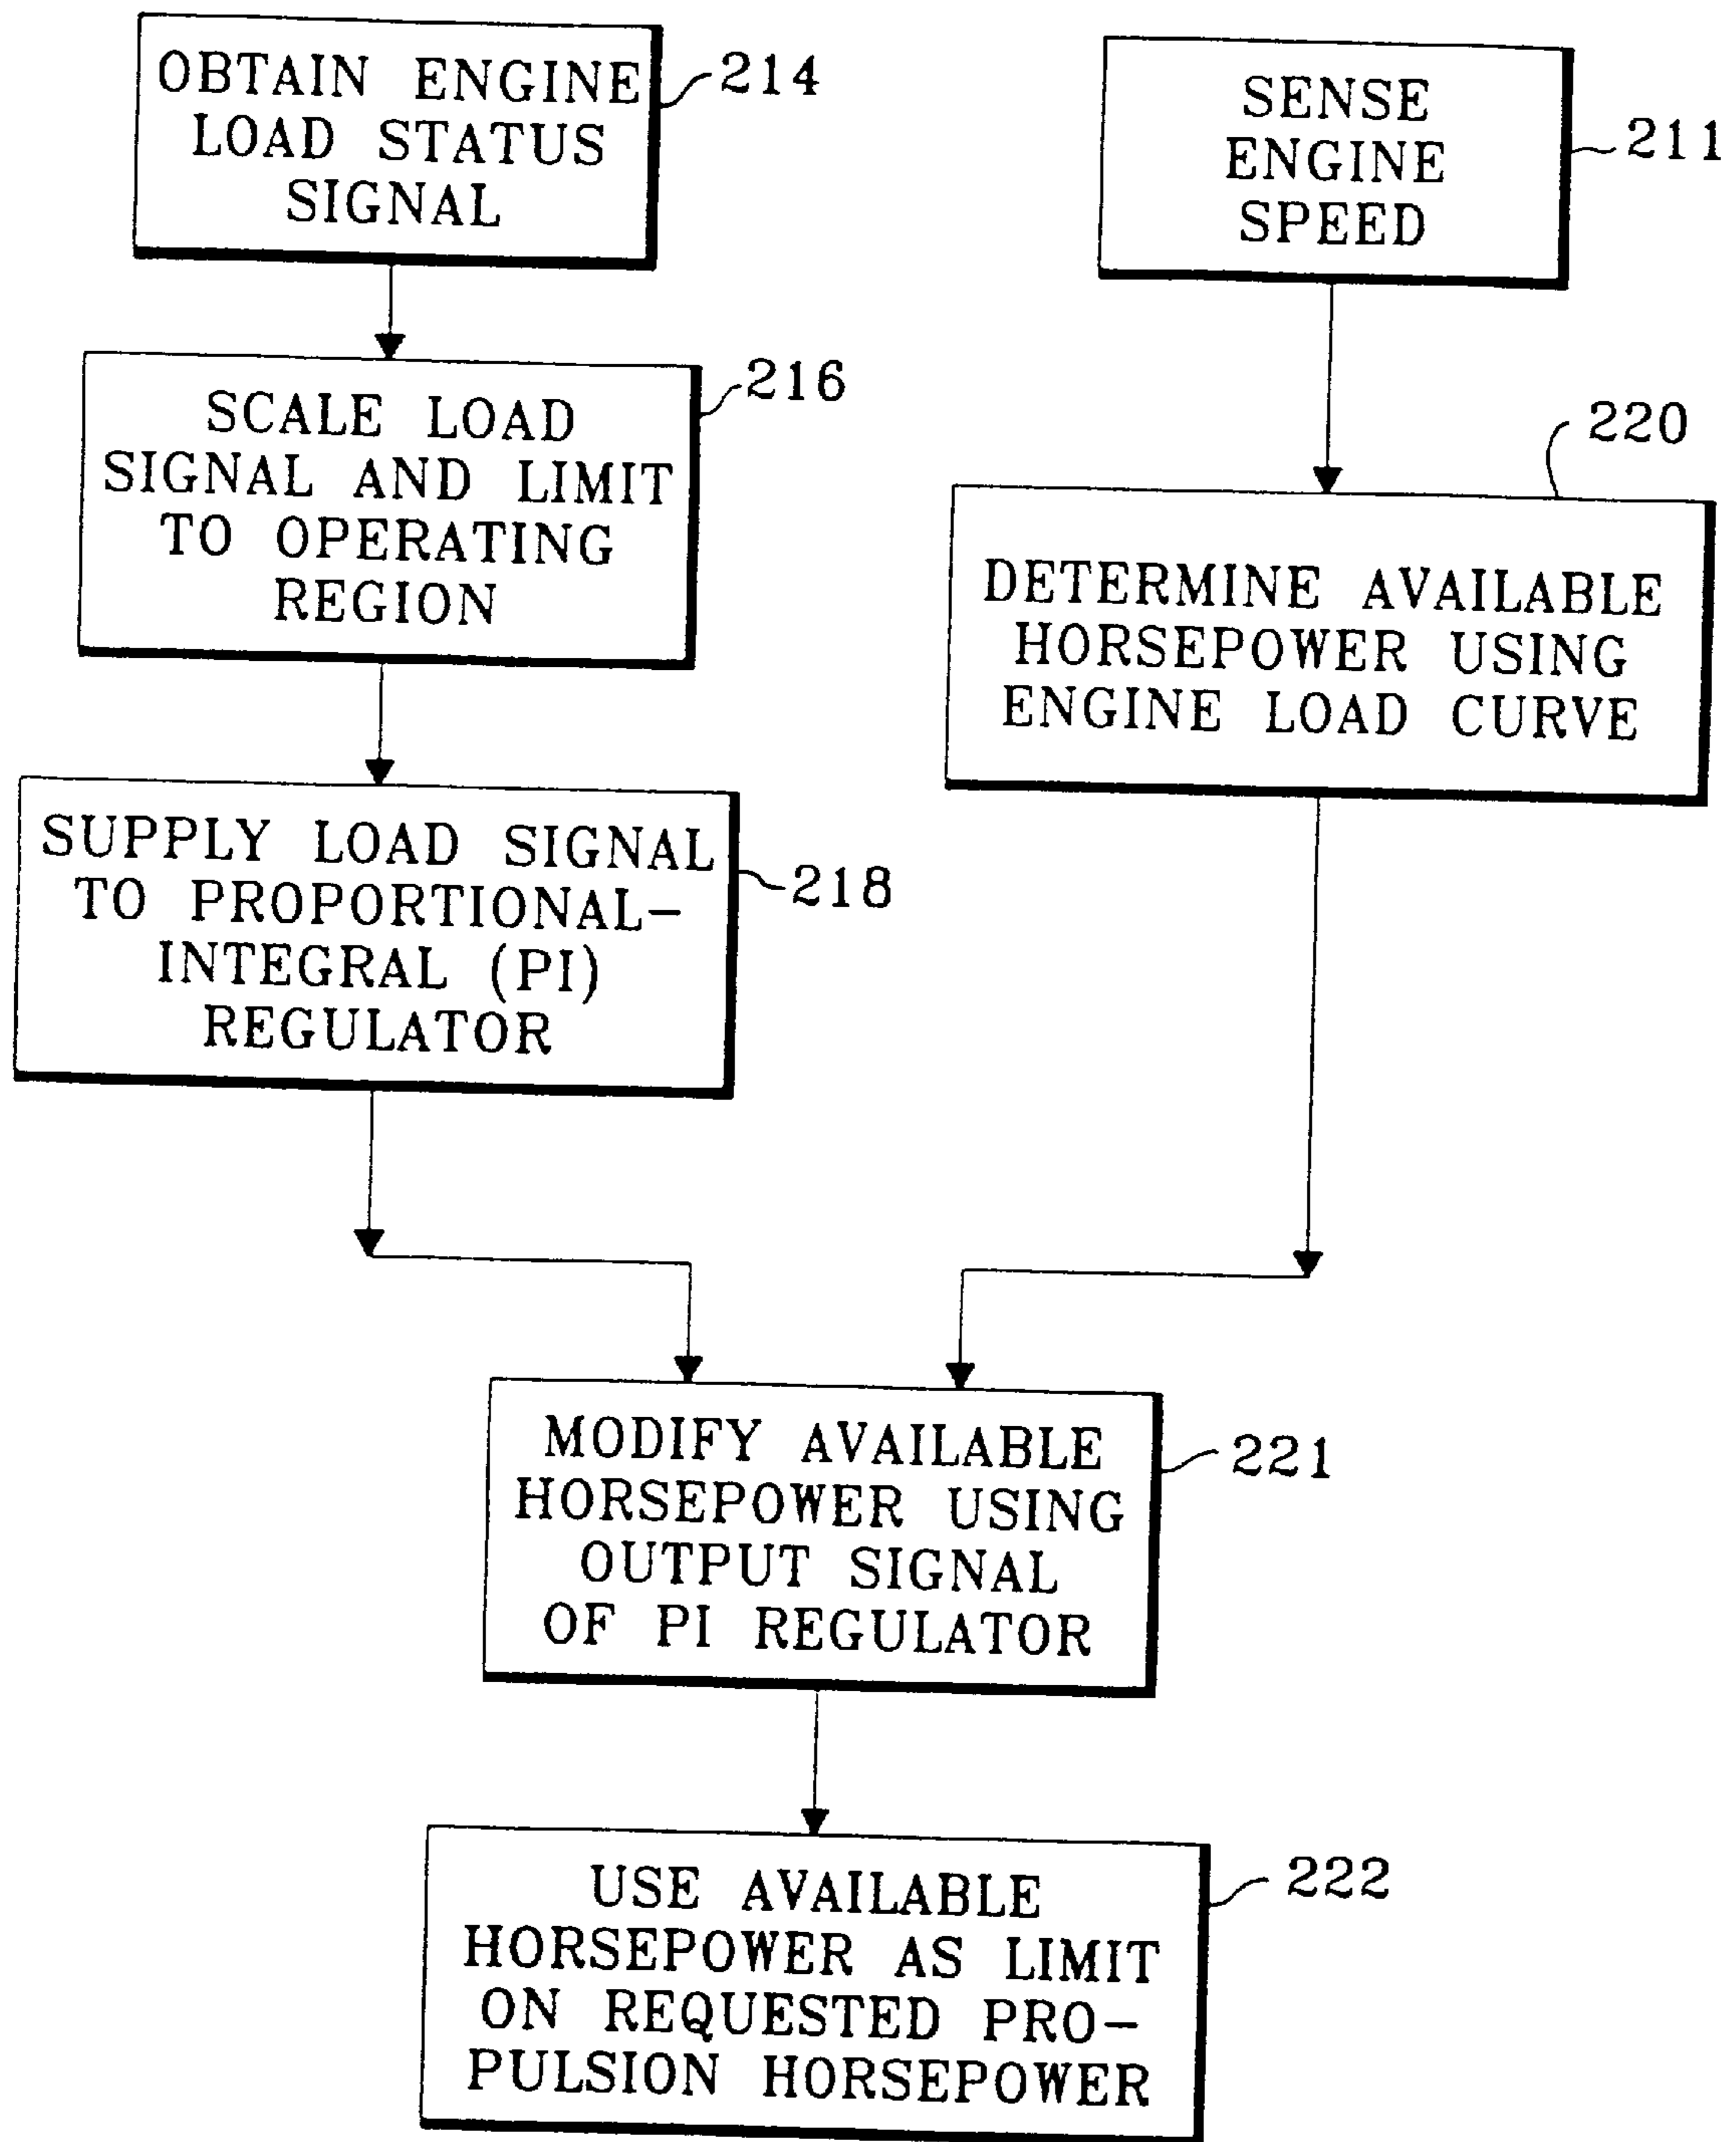 OBTAIN ENGINE
LOAD STATUS
SIGNAL
214
SENSE
ENGINE
SPEED
211
SCALE LOAD
SIGNAL AND LIMIT
TO OPERATING
REGION
216
220
DETERMINE AVAILABLE
HORSEPOWER USING
ENGINE LOAD CURVE
SUPPLY LOAD SIGNAL
TO PROPORTIONAL-
INTEGRAL (PI)
REGULATOR
218
MODIFY AVAILABLE
HORSEPOWER USING
OUTPUT SIGNAL
OF PI REGULATOR
221
USE AVAILABLE
HORSEPOWER AS LIMIT
ON REQUESTED PRO-
PULSION HORSEPOWER
222